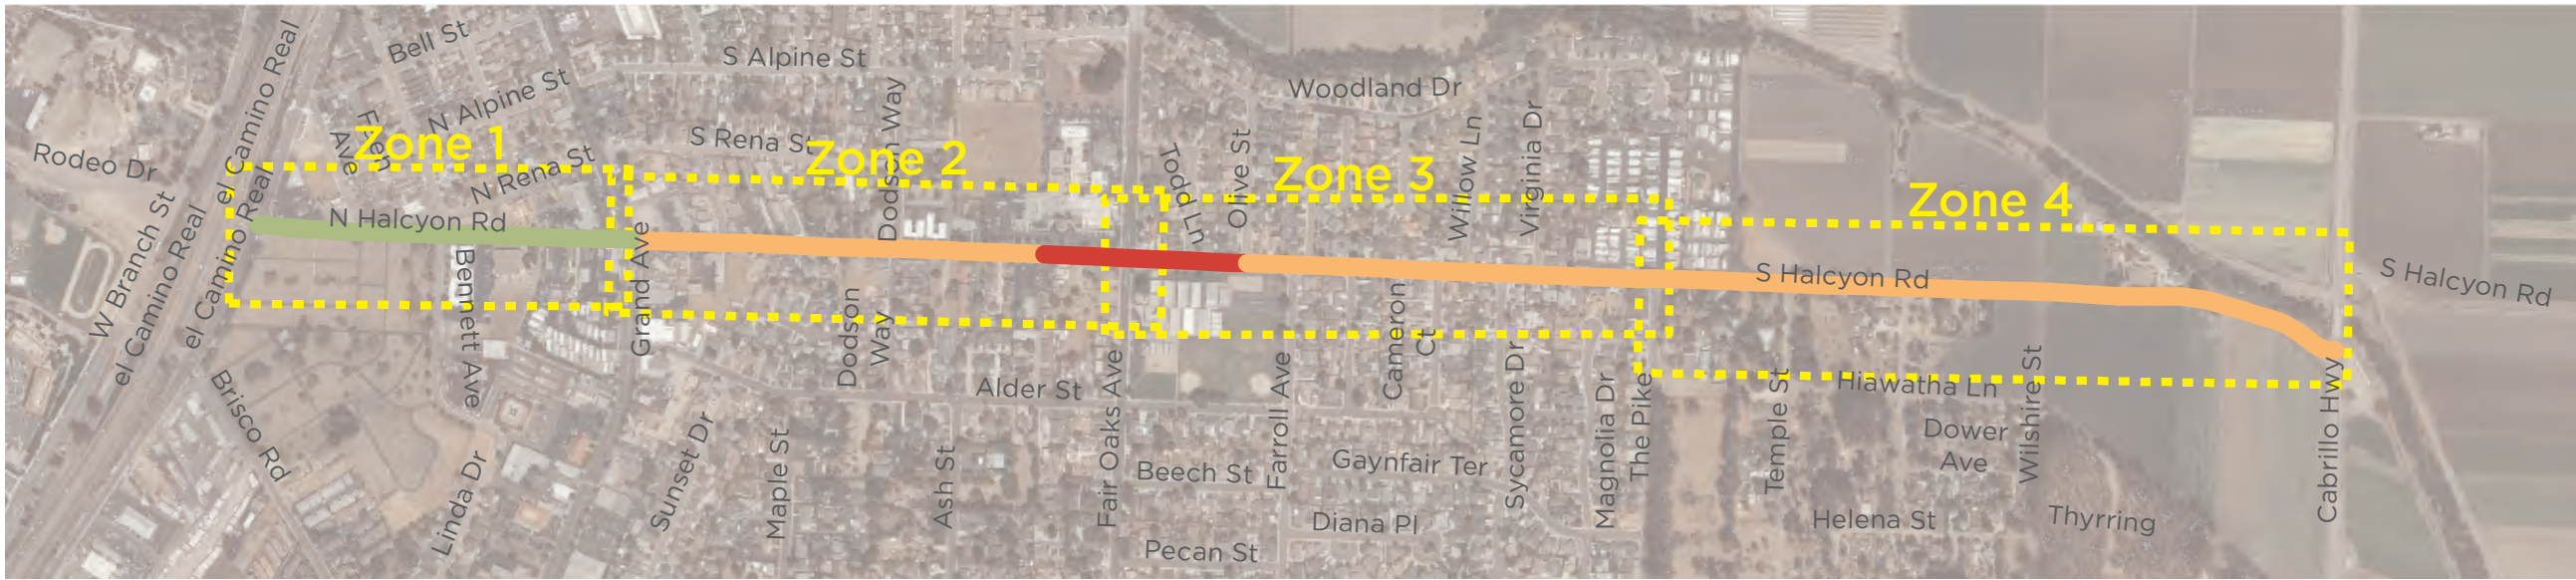 Bell St
S Alpine St
N Alpine St
Woodland Dr
el Camino Real
Fxlen
Ave
Zone 1
S Rena St
Dodson Way
Zone 2
Todd Ln
Olive St
Zone 3
Willow Ln
Virginia Dr
Zone 4
Rodeo Dr
N Rena St
N Halcyon Rd
W Branch St
el Camino Real
el Camino Real
Bennett Ave
Grand Ave
S Halcyon Rd
S Halcyon Rd
Brisco Rd
Dodson
Way
Alder St
Fair Oaks Ave
Farroll Ave
Cameron
Ct
Sycamore Dr
Magnolia Dr
The Pike
Temple St
Hiawatha Ln
Wilshire St
Cabrillo Hwy
Linda Dr
Sunset Dr
Maple St
Ash St
Beech St
Gaynfair Ter
Dower
Ave
Diana Pl
Pecan St
Helena St
Thyrring